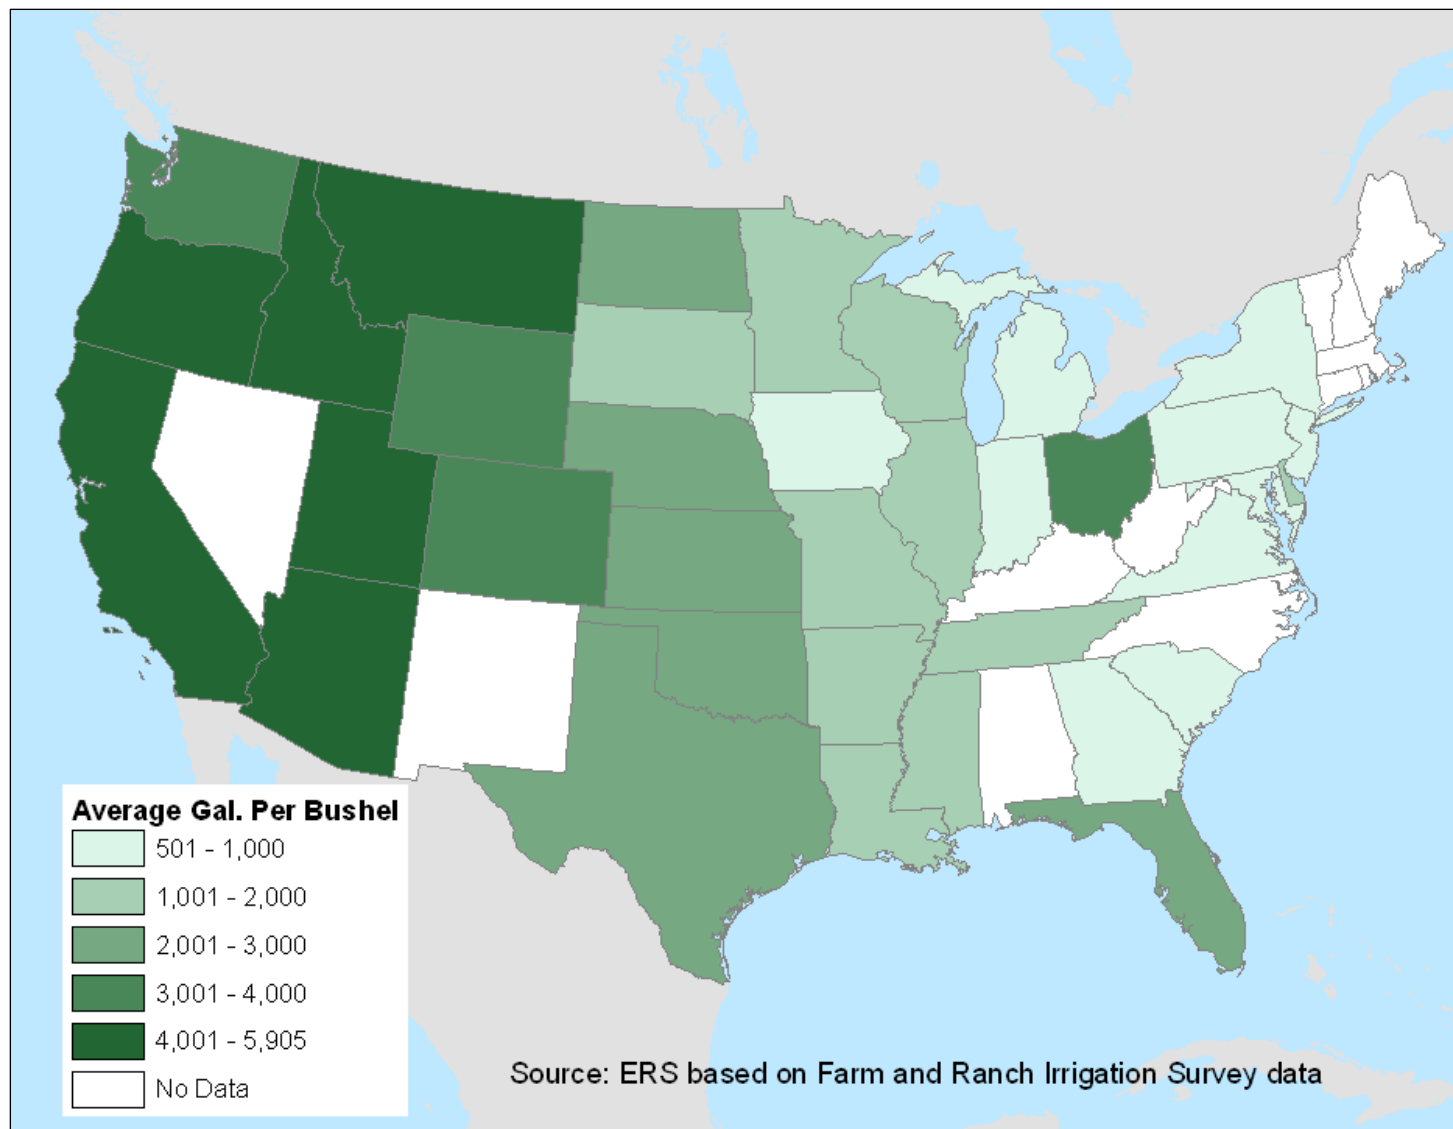 Average Gal. Per Bushel
501 - 1,000
1,001 - 2,000
2,001 - 3,000
3,001 - 4,000
4,001 - 5,905
No Data
Source: ERS based on Farm and Ranch Irrigation Survey data